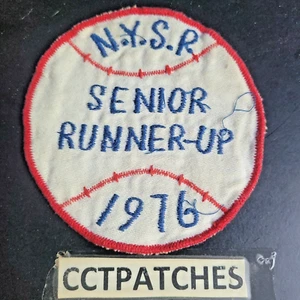 N.Y.S.R
SENIOR
RUNNER-UP
1976
CCTPATCHES